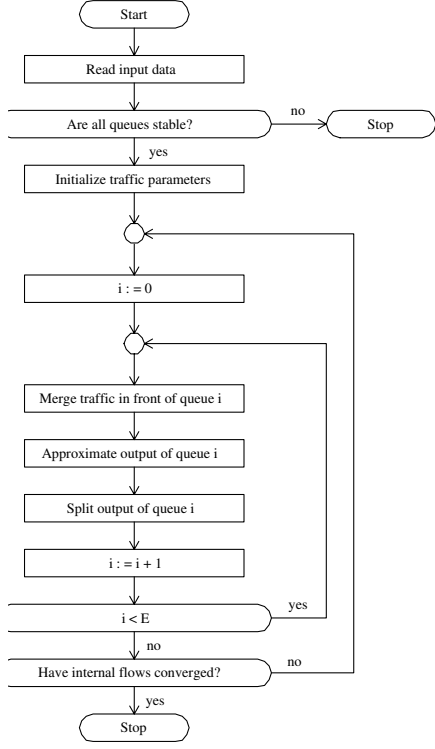 Start
Read input data
Are all queues stable?
no
Stop
yes
Initialize traffic parameters
i : = 0
Merge traffic in front of queue i
Approximate output of queue i
Split output of queue i
i : = i + 1
i < E
yes
no
Have internal flows converged?
no
yes
Stop